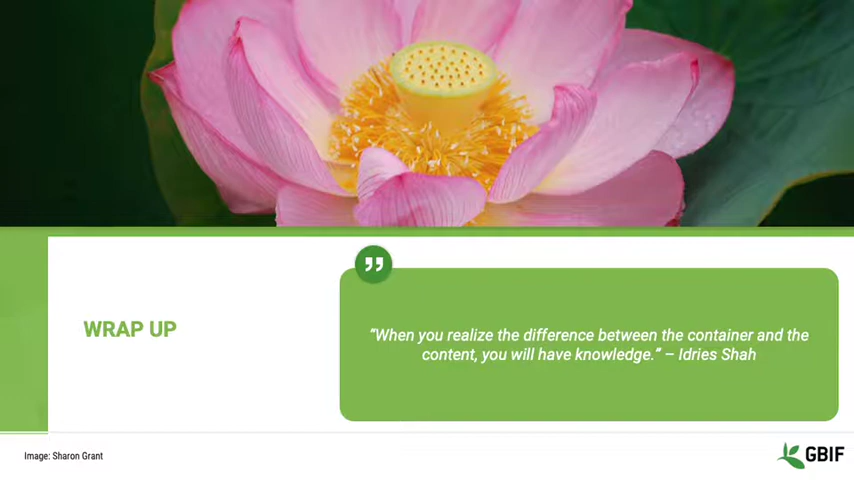 WRAP UP
”
“When you realize the difference between the container and the
content, you will have knowledge.” – Idries Shah
Image: Sharon Grant
GBIF